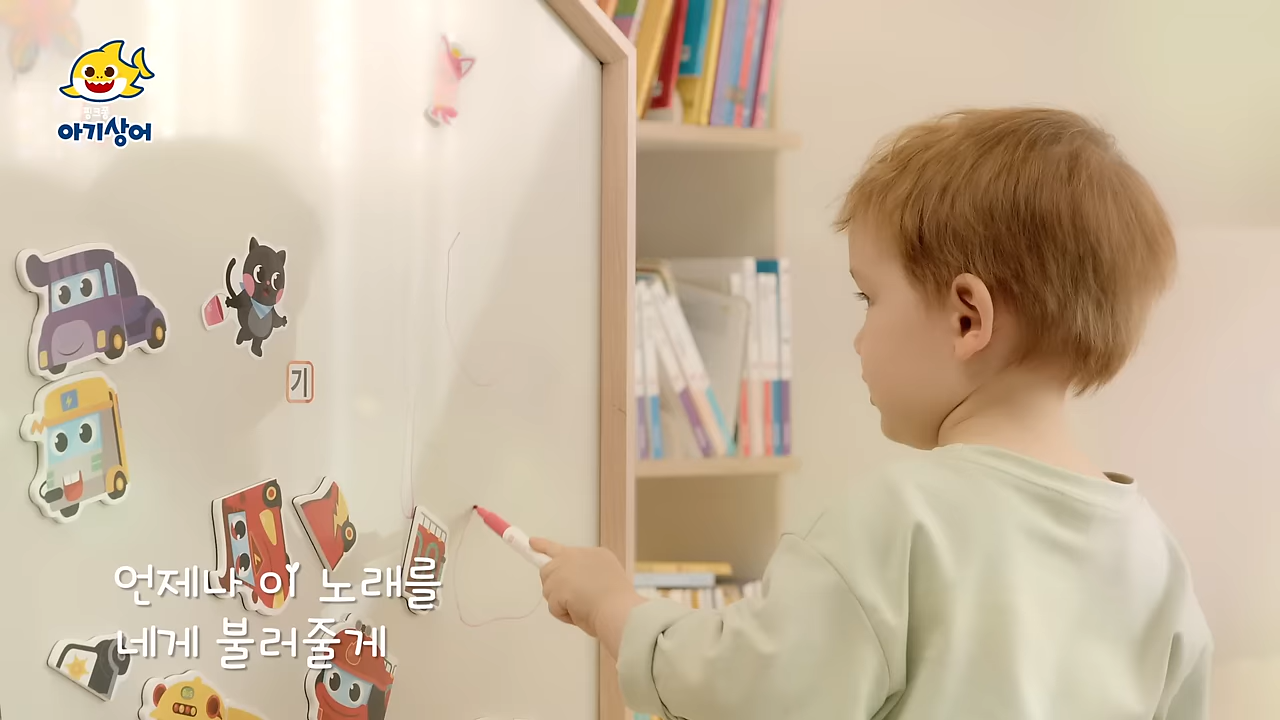 아기상어
기
언제나 이 노래를
네게 불러줄게